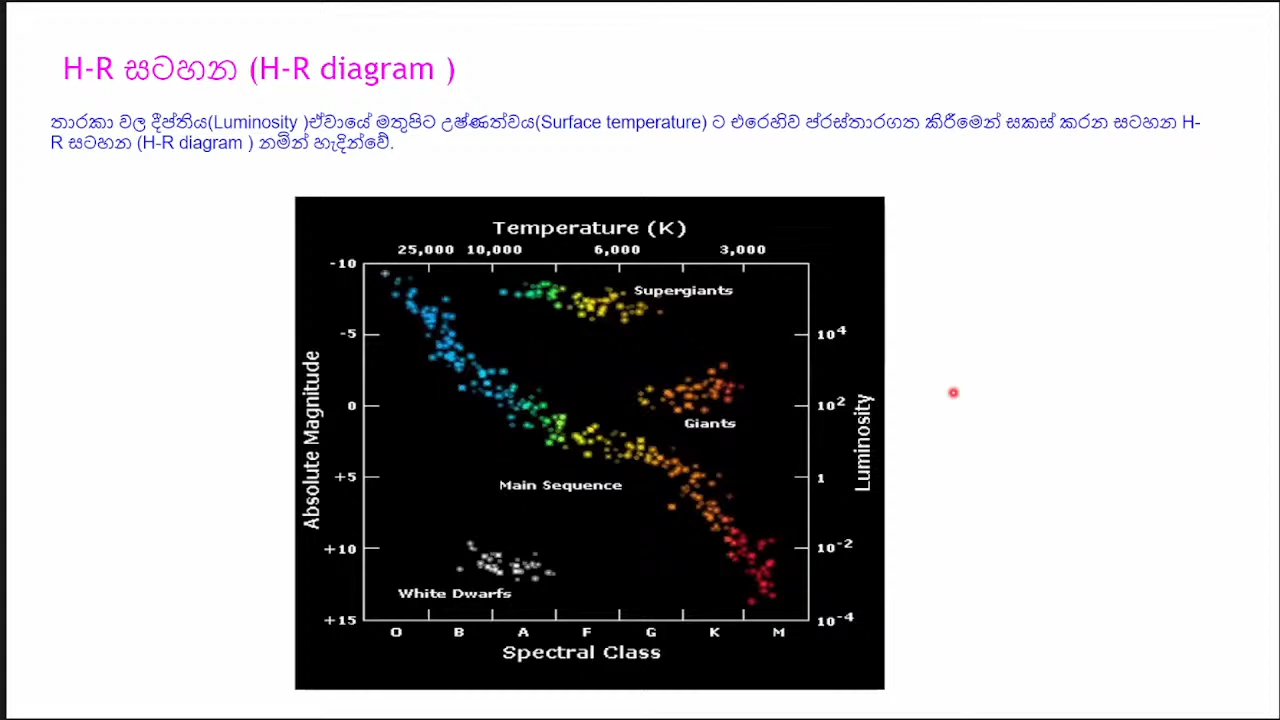 H-R සටහන (H-R diagram )
තාරකා වල දීප්තිය(Luminosity )ඒවායේ මතුපිට උෂ්ණත්වය(Surface temperature) ට එරෙහිව ප්රස්තාරගත කිරීමෙන් සකස් කරන සටහන H-
R සටහන (H-R diagram ) නමින් හැදින්වේ.
Temperature (K)
25,000 10,000 6,000 3,000
-10
Supergiants
-5 10⁴
0 10²
Giants
Absolute Magnitude
Luminosity
+5 1
Main Sequence
+10 10⁻²
White Dwarfs
+15 10⁻⁴
O B A F G K M
Spectral Class